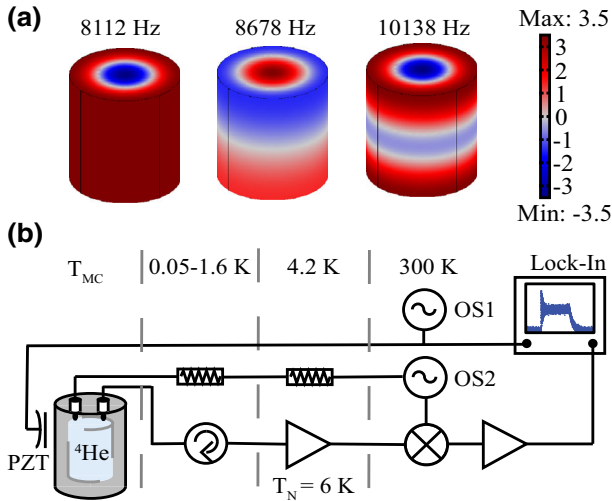 (a)
8112 Hz 8678 Hz 10138 Hz
Max: 3.5
3
2
1
0
-1
-2
-3
Min: -3.5
(b)
T_MC 0.05-1.6 K 4.2 K 300 K Lock-In
OS1
OS2
PZT
⁴He
T_N = 6 K